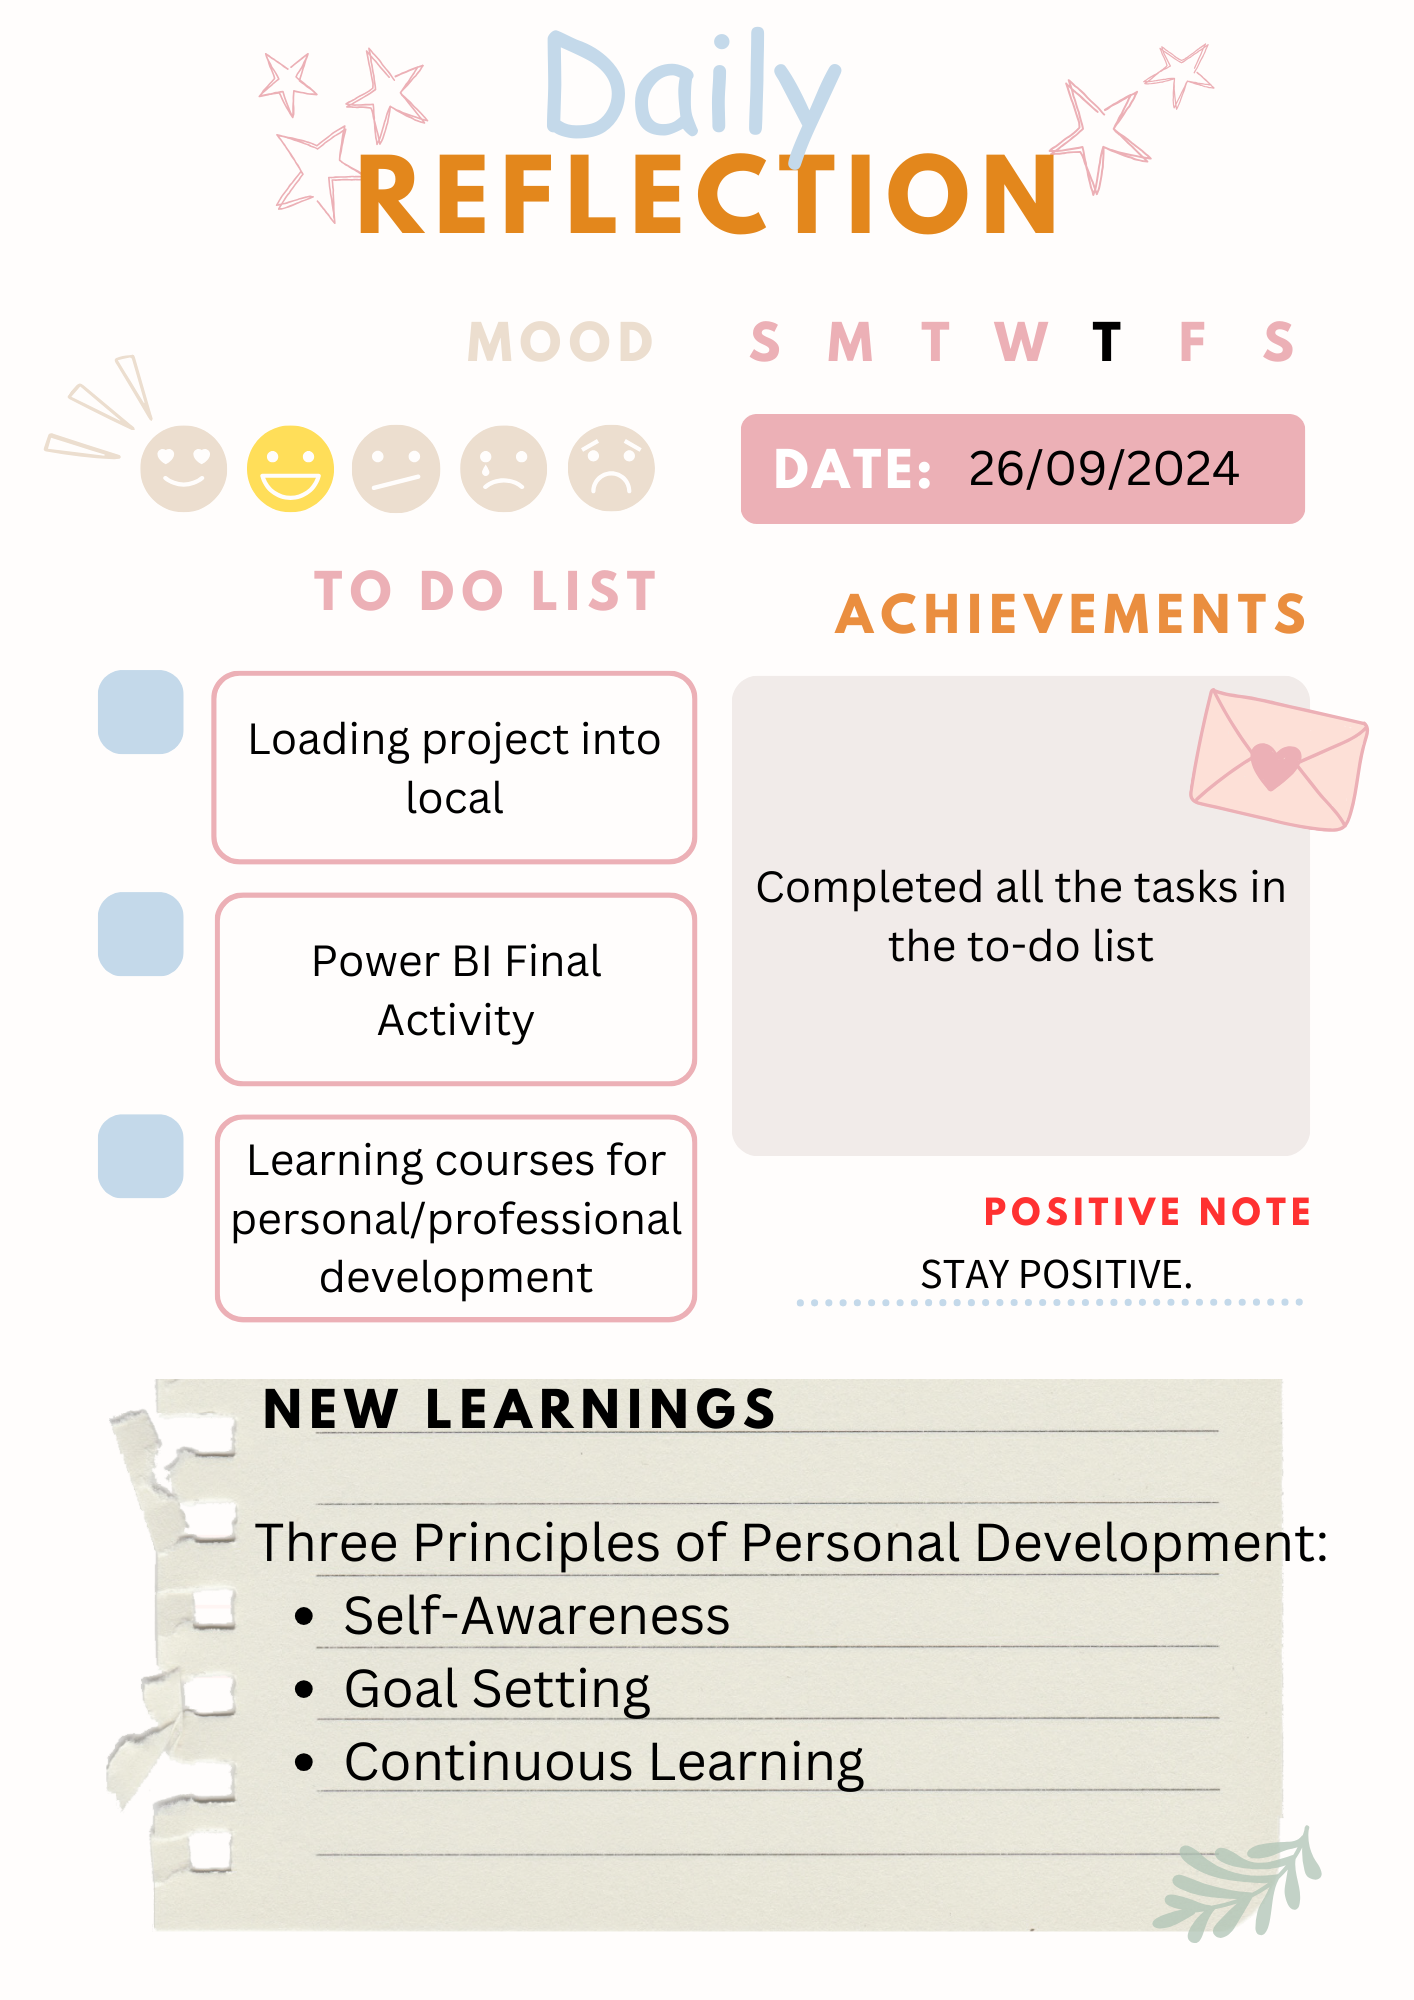 Daily
REFLECTION
MOOD
S M T W T F S
DATE: 26/09/2024
TO DO LIST
Loading project into
local
Power BI Final
Activity
Learning courses for
personal/professional
development
ACHIEVEMENTS
Completed all the tasks in
the to-do list
POSITIVE NOTE
STAY POSITIVE.
NEW LEARNINGS
Three Principles of Personal Development:
• Self-Awareness
• Goal Setting
• Continuous Learning